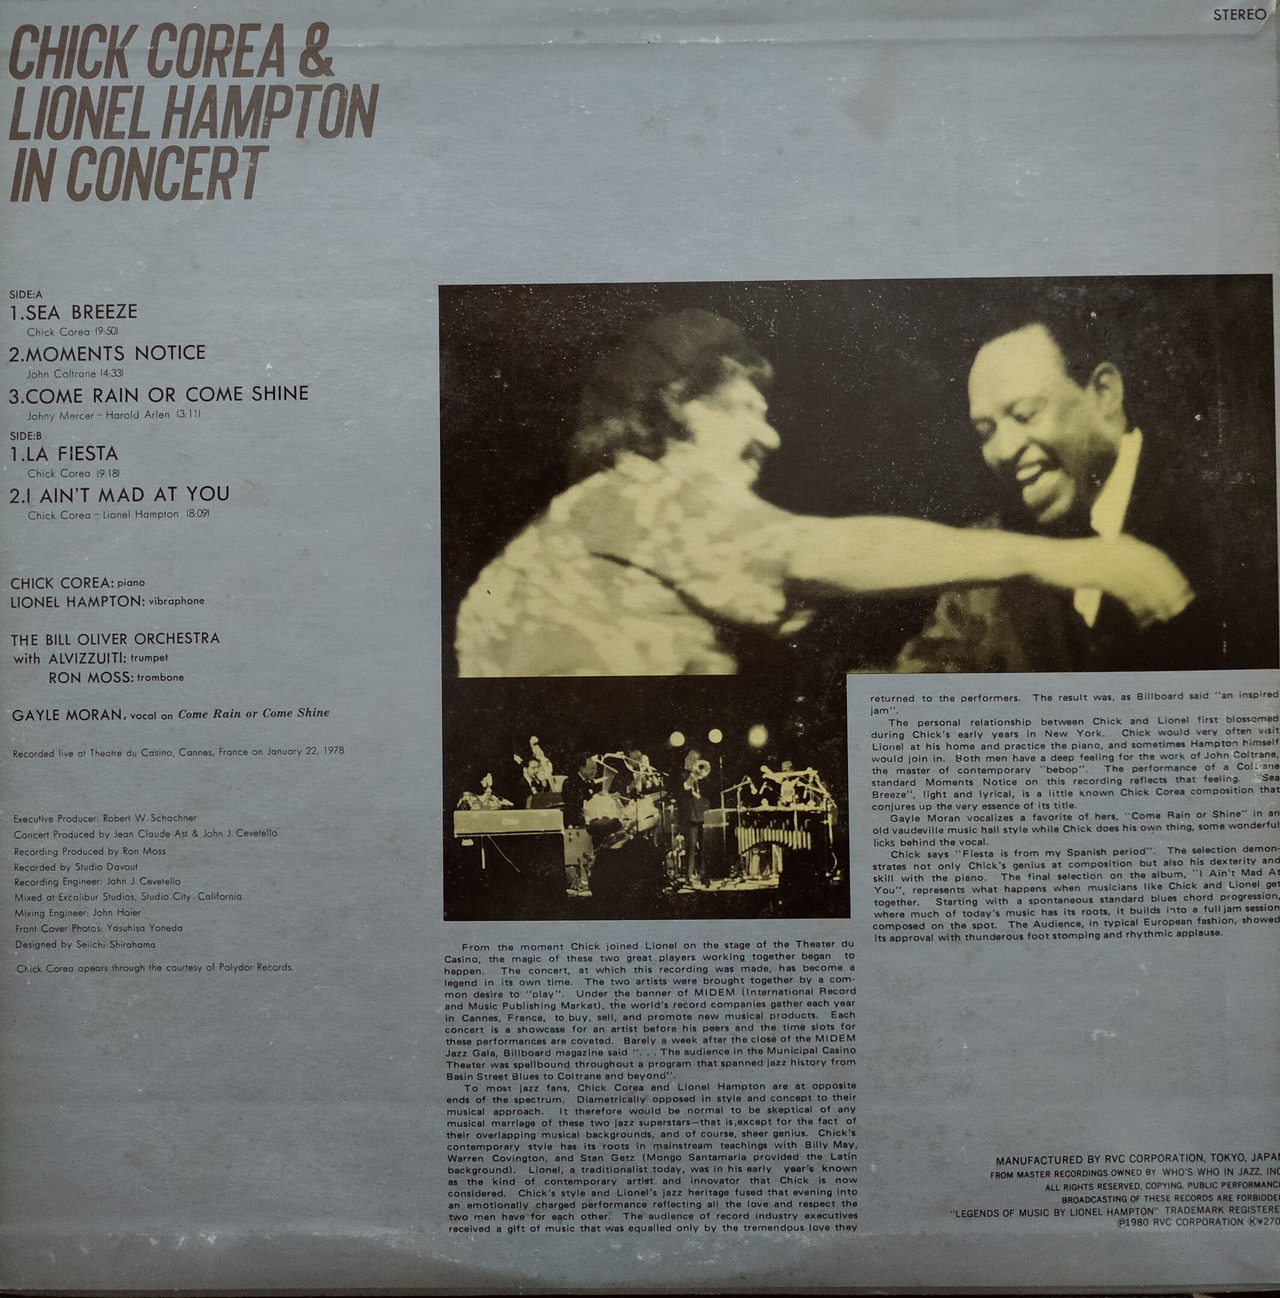 STEREO
CHICK COREA &
LIONEL HAMPTON
IN CONCERT
SIDE:A
1.SEA BREEZE
Chick Corea (9:50)
2.MOMENTS NOTICE
John Coltrane (4:33)
3.COME RAIN OR COME SHINE
Johny Mercer–Harold Arlen (3:11)
SIDE:B
1.LA FIESTA
Chick Corea (9:18)
2.I AIN'T MAD AT YOU
Chick Corea–Lionel Hampton (8:09)
CHICK COREA: piano
LIONEL HAMPTON: vibraphone
THE BILL OLIVER ORCHESTRA
with ALVIZZUITI: trumpet
RON MOSS: trombone
GAYLE MORAN, vocal on Come Rain or Come Shine
Recorded live at Theatre du Casino, Cannes, France on January 22, 1978
Executive Producer: Robert W. Schachner
Concert Produced by Jean Claude Ast & John J. Cevetello
Recording Produced by Ron Moss
Recorded by Studio Davout
Recording Engineer: John J. Cevetello
Mixed at Excalibur Studios, Studio City, California
Mixing Engineer: John Haier
Front Cover Photos: Yasuhisa Yoneda
Designed by Seiichi Shirahama
Chick Corea apears through the courtesy of Polydor Records.
From the moment Chick joined Lionel on the stage of the Theater du
Casino, the magic of these two great players working together began to
happen. The concert, at which this recording was made, has become a
legend in its own time. The two artists were brought together by a com-
mon desire to "play". Under the banner of MIDEM (International Record
and Music Publishing Market), the world's record companies gather each year
in Cannes, France, to buy, sell, and promote new musical products. Each
concert is a showcase for an artist before his peers and the time slots for
these performances are coveted. Barely a week after the close of the MIDEM
Jazz Gala, Billboard magazine said ". . . The audience in the Municipal Casino
Theater was spellbound throughout a program that spanned jazz history from
Basin Street Blues to Coltrane and beyond".
To most jazz fans, Chick Corea and Lionel Hampton are at opposite
ends of the spectrum. Diametrically opposed in style and concept to their
musical approach. It therefore would be normal to be skeptical of any
musical marriage of these two jazz superstars—that is,except for the fact of
their overlapping musical backgrounds, and of course, sheer genius. Chick's
contemporary style has its roots in mainstream teachings with Billy May,
Warren Covington, and Stan Getz (Mongo Santamaria provided the Latin
background). Lionel, a traditionalist today, was in his early year's known
as the kind of contemporary artist and innovator that Chick is now
considered. Chick's style and Lionel's jazz heritage fused that evening into
an emotionally charged performance reflecting all the love and respect the
two men have for each other. The audience of record industry executives
received a gift of music that was equalled only by the tremendous love they
returned to the performers. The result was, as Billboard said "an inspired
jam".
The personal relationship between Chick and Lionel first blossomed
during Chick's early years in New York. Chick would very often visit
Lionel at his home and practice the piano, and sometimes Hampton himself
would join in. Both men have a deep feeling for the work of John Coltrane,
the master of contemporary "bebop". The performance of a Coltrane
standard Moments Notice on this recording reflects that feeling. "Sea
Breeze", light and lyrical, is a little known Chick Corea composition that
conjures up the very essence of its title.
Gayle Moran vocalizes a favorite of hers, "Come Rain or Shine" in an
old vaudeville music hall style while Chick does his own thing, some wonderful
licks behind the vocal.
Chick says "Fiesta is from my Spanish period". The selection demon-
strates not only Chick's genius at composition but also his dexterity and
skill with the piano. The final selection on the album, "I Ain't Mad At
You", represents what happens when musicians like Chick and Lionel get
together. Starting with a spontaneous standard blues chord progression,
where much of today's music has its roots, it builds into a full jam session
composed on the spot. The Audience, in typical European fashion, showed
its approval with thunderous foot stomping and rhythmic applause.
MANUFACTURED BY RVC CORPORATION, TOKYO, JAPAN
FROM MASTER RECORDINGS OWNED BY WHO'S WHO IN JAZZ, INC
ALL RIGHTS RESERVED, COPYING, PUBLIC PERFORMANCE
BROADCASTING OF THESE RECORDS ARE FORBIDDEN
"LEGENDS OF MUSIC BY LIONEL HAMPTON" TRADEMARK REGISTERE
Ⓟ1980 RVC CORPORATION Ⓚ¥270